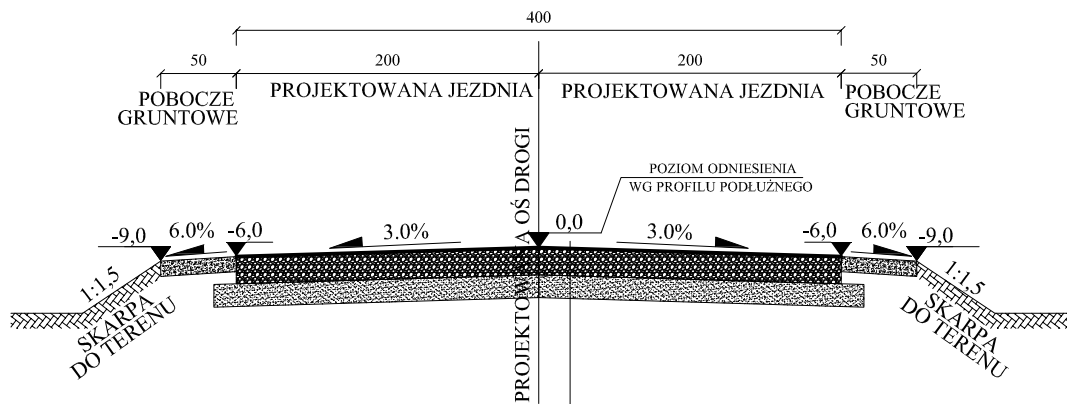 400
50
200
200
50
PROJEKTOWANA JEZDNIA
PROJEKTOWANA JEZDNIA
POBOCZE
GRUNTOWE
POBOCZE
GRUNTOWE
PROJEKTOWANA OŚ DROGI
POZIOM ODNIESIENIA
WG PROFILU PODŁUŻNEGO
-9,0
6.0%
-6,0
3.0%
0,0
3.0%
-6,0
6.0%
-9,0
1:1,5
SKARPA
DO TERENU
1:1,5
SKARPA
DO TERENU